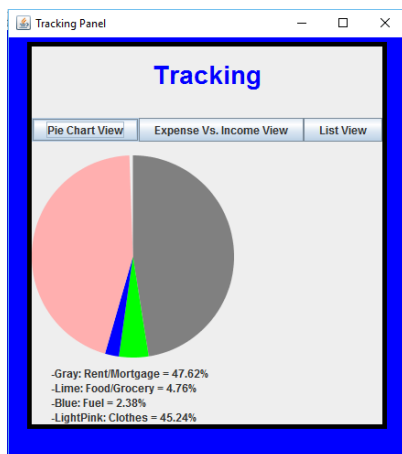 Tracking Panel
Tracking
Pie Chart View Expense Vs. Income View List View
-Gray: Rent/Mortgage = 47.62%
-Lime: Food/Grocery = 4.76%
-Blue: Fuel = 2.38%
-LightPink: Clothes = 45.24%